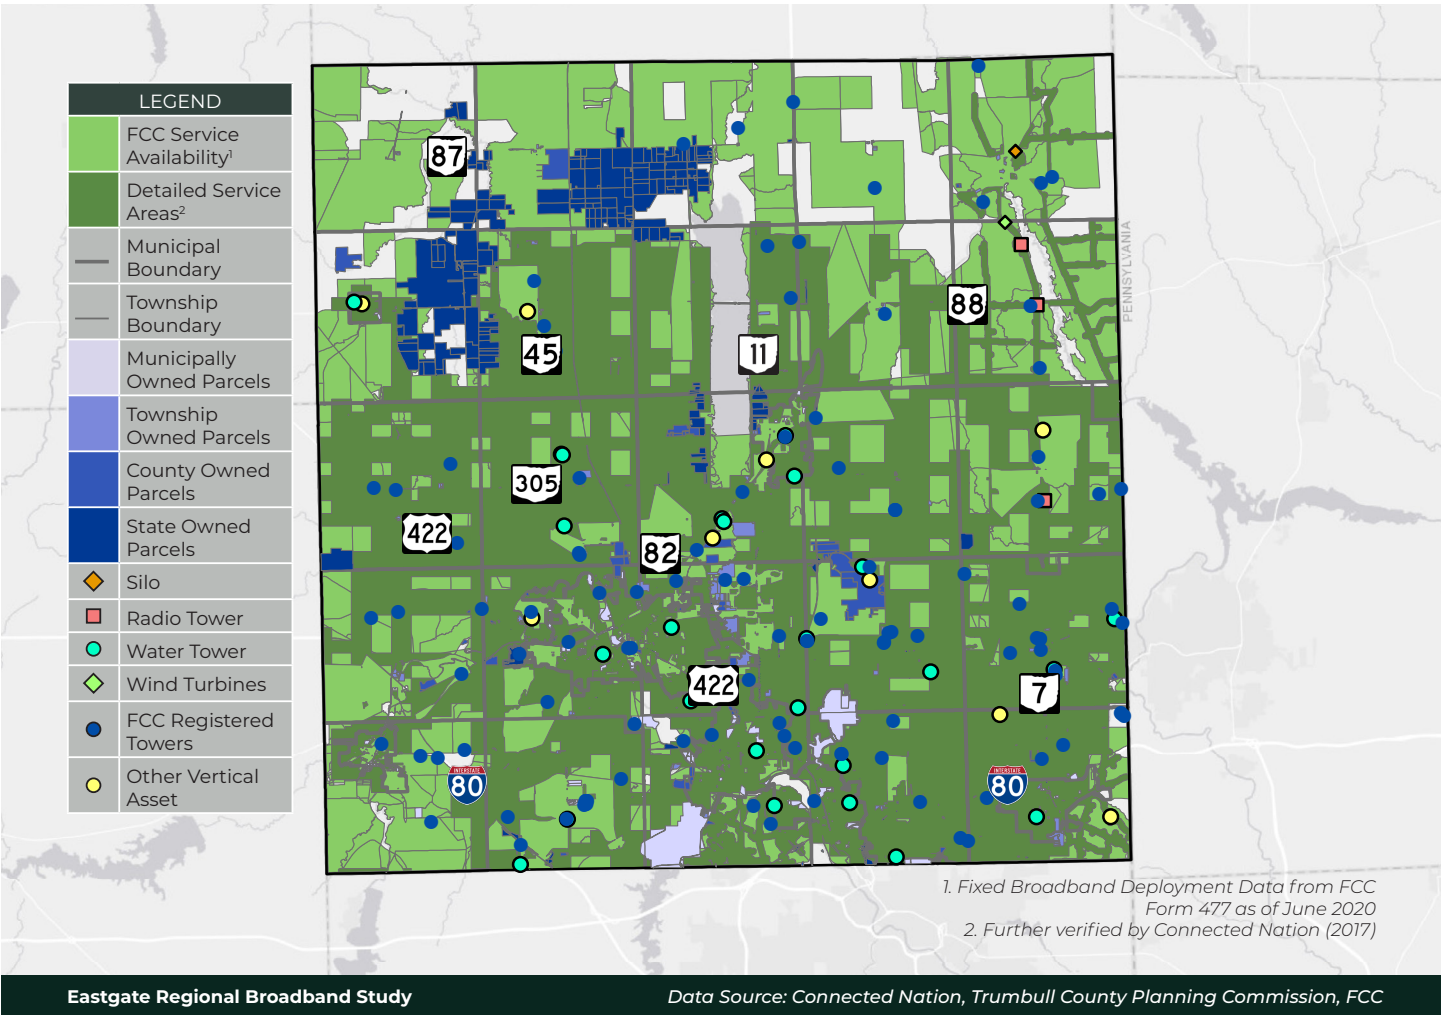 LEGEND
FCC Service
Availability¹
Detailed Service
Areas²
Municipal
Boundary
Township
Boundary
Municipally
Owned Parcels
Township
Owned Parcels
County Owned
Parcels
State Owned
Parcels
Silo
Radio Tower
Water Tower
Wind Turbines
FCC Registered
Towers
Other Vertical
Asset
87
88
45
11
305
422
82
422
7
INTERSTATE
80
INTERSTATE
80
PENNSYLVANIA
1. Fixed Broadband Deployment Data from FCC
Form 477 as of June 2020
2. Further verified by Connected Nation (2017)
Eastgate Regional Broadband Study
Data Source: Connected Nation, Trumbull County Planning Commission, FCC